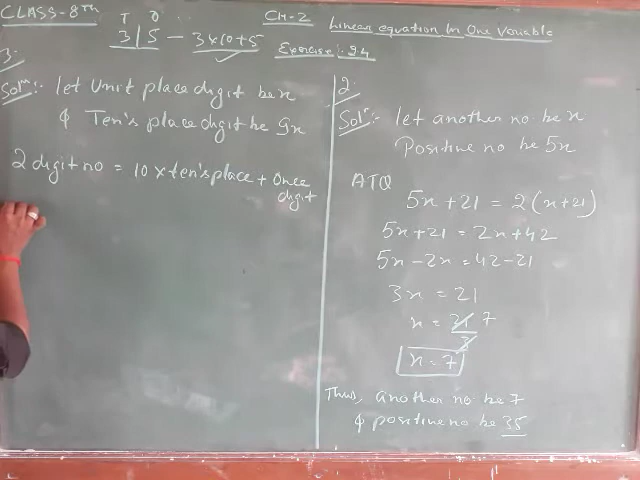 CLASS - 8th
CH-2 Linear equation In One Variable
T O
3 | 5 - 3×10+5
Exercise:- 2.4
3.
Solⁿ:- let Unit place digit be x
& Ten's place digit be 9x
2 digit no = 10 x ten's place + Once
digit
2.
Solⁿ:- let another no be x
Positive no be 5x
ATQ
5x + 21 = 2(x+21)
5x+21 = 2x+42
5x-2x = 42-21
3x = 21
x = 21 7
3
x = 7
Thus, another no be 7
& positive no be 35